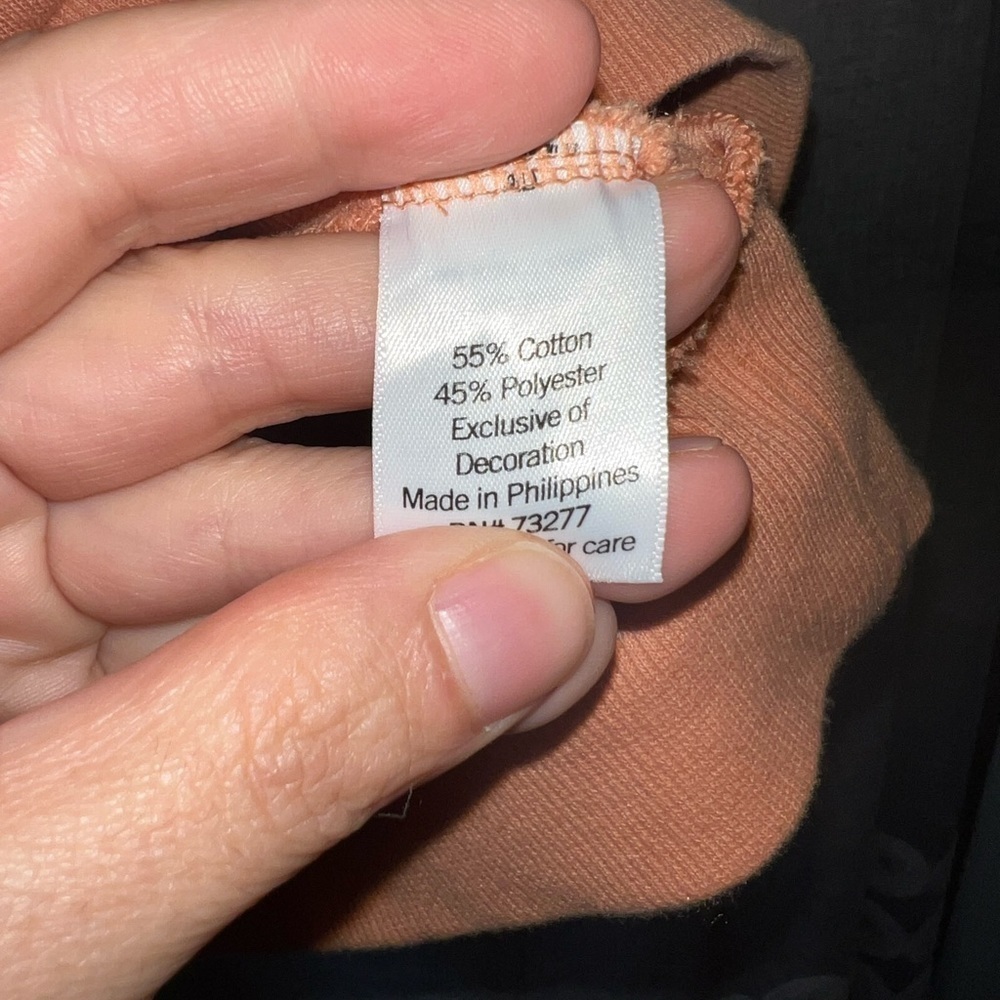 55% Cotton
45% Polyester
Exclusive of
Decoration
Made in Philippines
RN# 73277
for care